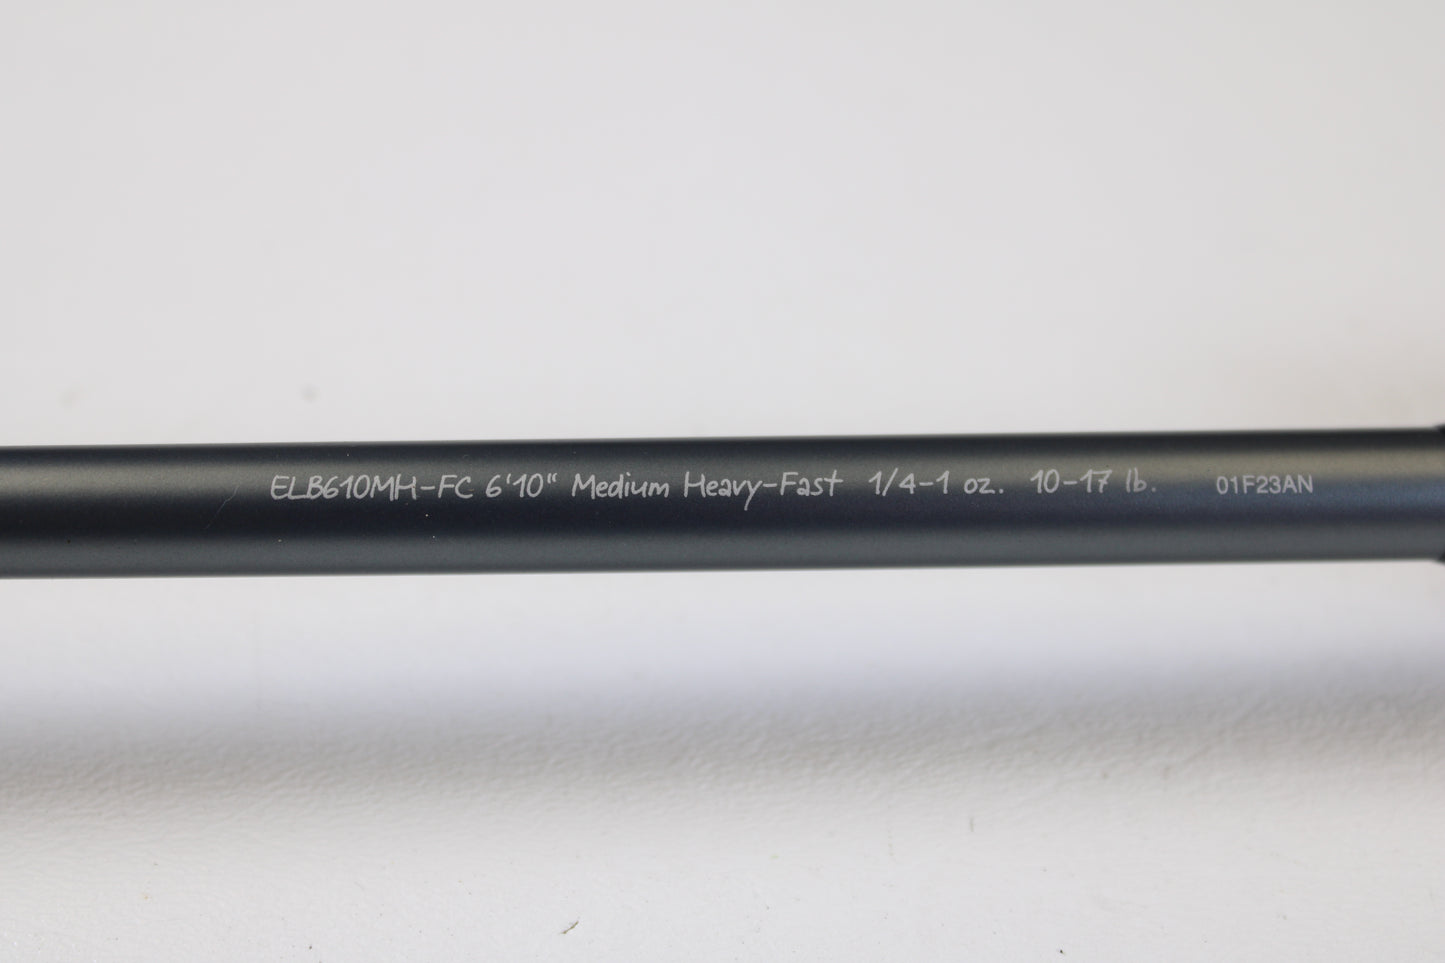 ELB610MH-FC 6'10" Medium Heavy-Fast 1/4-1 oz. 10-17 lb. 01F23AN